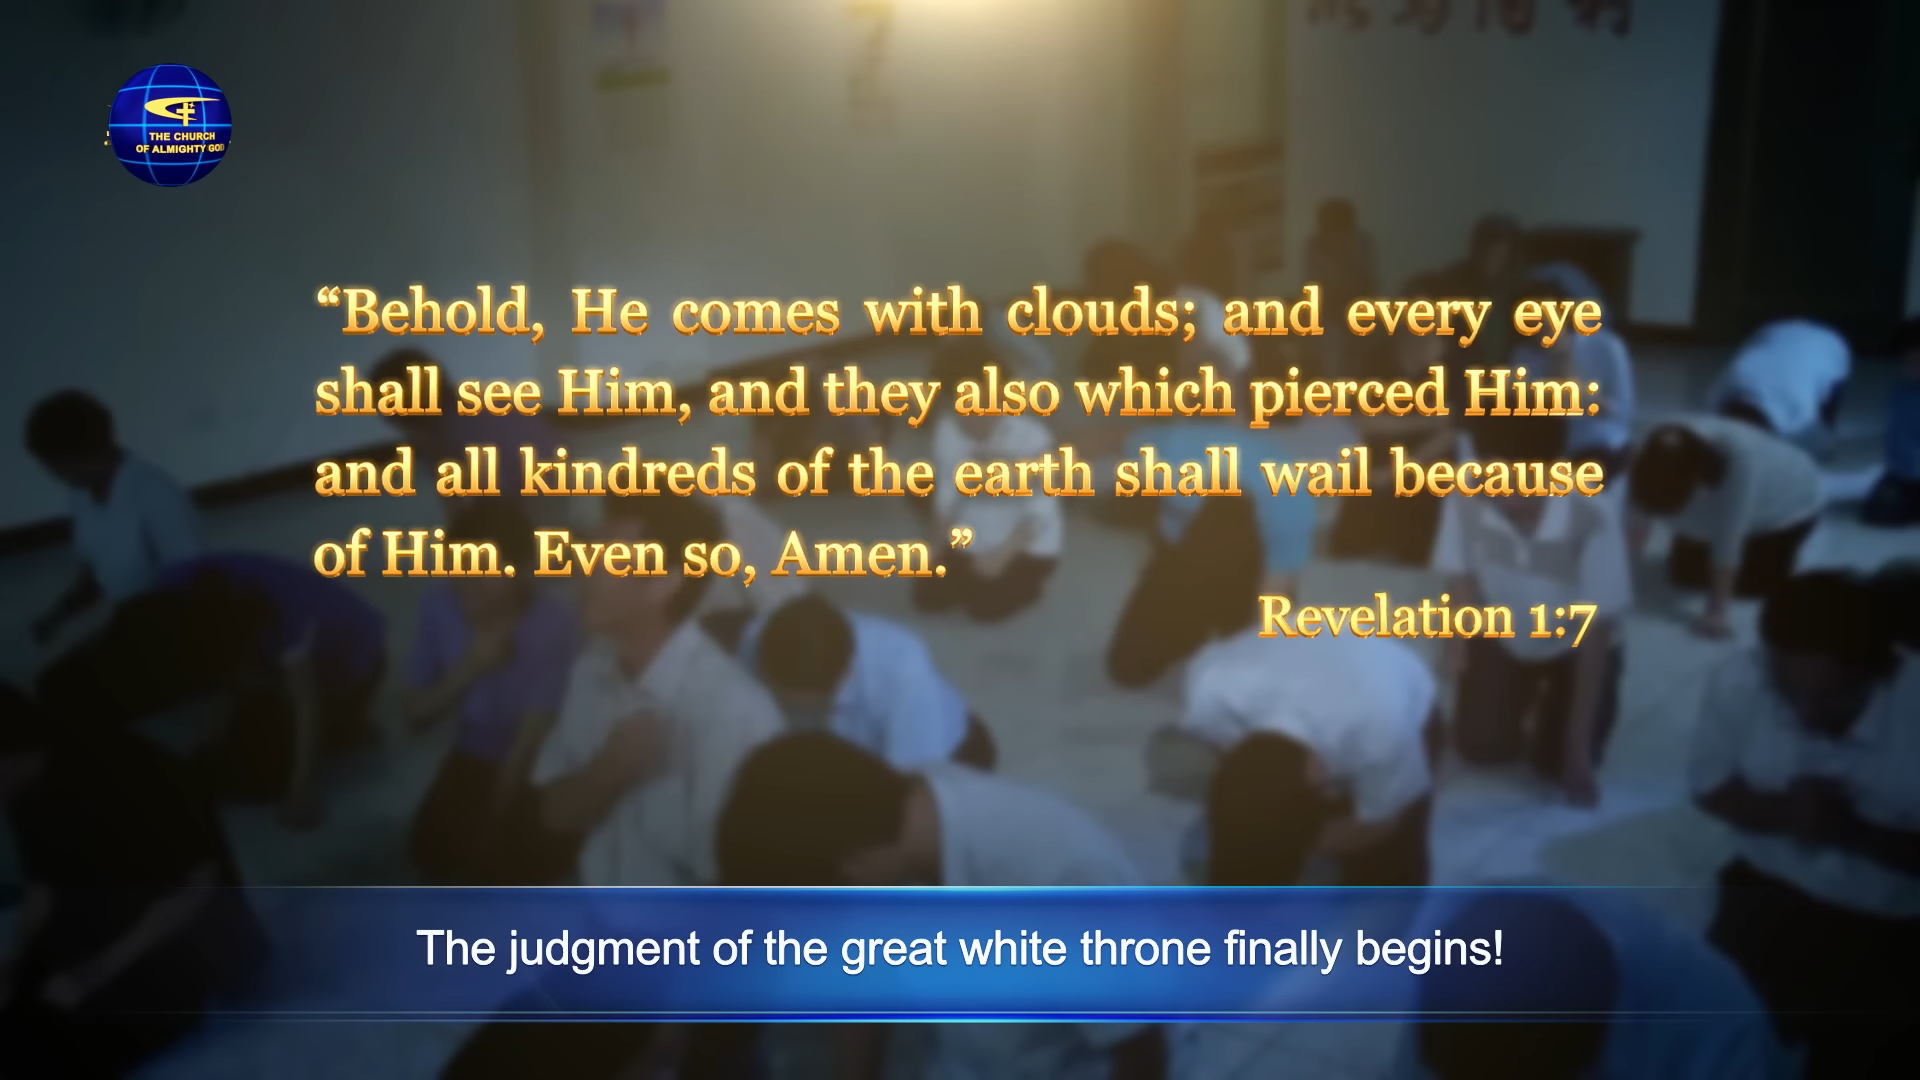 THE CHURCH
OF ALMIGHTY GOD
“Behold, He comes with clouds; and every eye
shall see Him, and they also which pierced Him:
and all kindreds of the earth shall wail because
of Him. Even so, Amen.”
Revelation 1:7
The judgment of the great white throne finally begins!